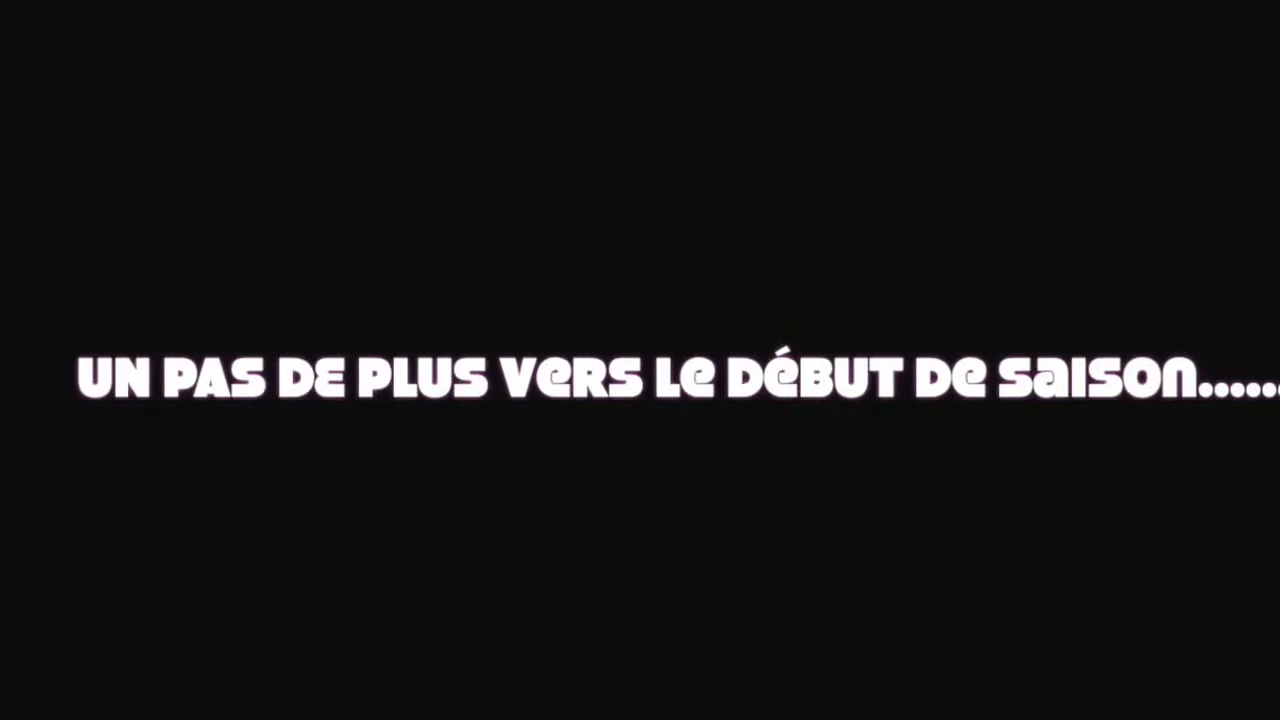 UN PAS DE PLUS VeRS Le DéBUT De SaISOn......